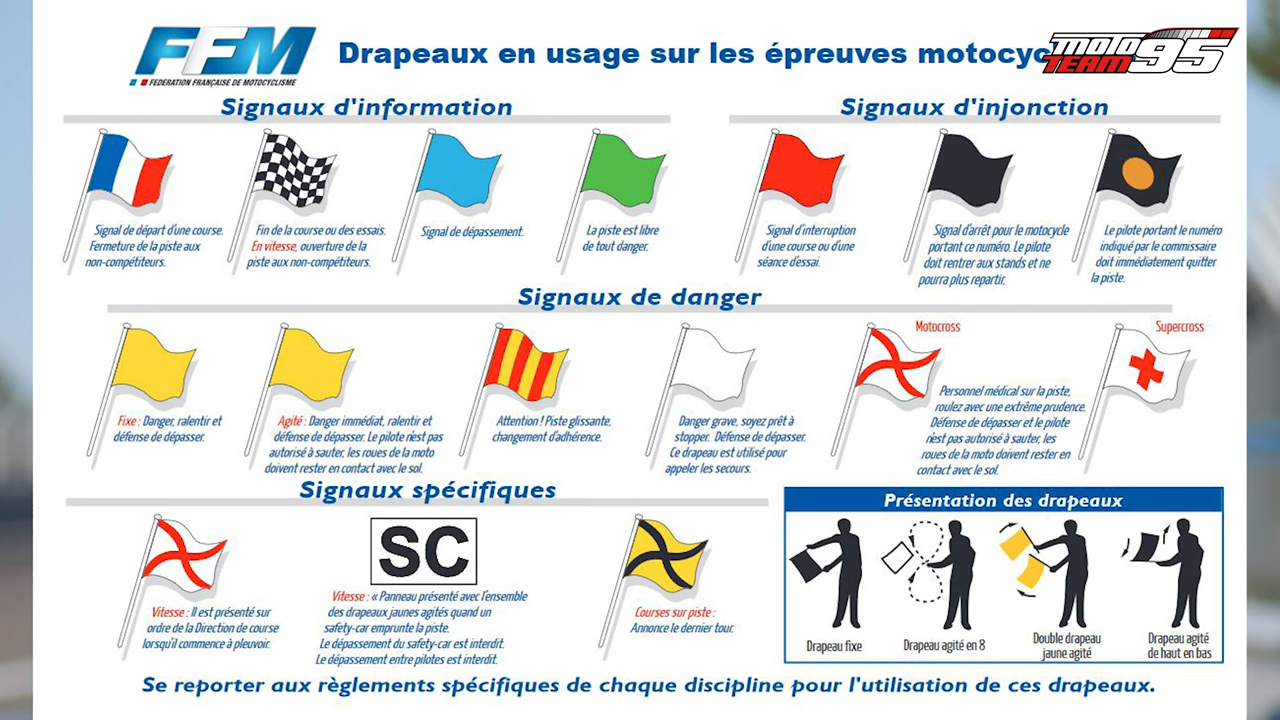 FFM
FEDERATION FRANÇAISE DE MOTOCYCLISME
Drapeaux en usage sur les épreuves motocyc
MOTO
TEAM 95
Signaux d'information
Signaux d'injonction
Signal de départ d'une course.
Fermeture de la piste aux
non-compétiteurs.
Fin de la course ou des essais.
En vitesse, ouverture de la
piste aux non-compétiteurs.
Signal de dépassement.
La piste est libre
de tout danger.
Signal d'interruption
d'une course ou d'une
séance d'essai.
Signal d'arrêt pour le motocycle
portant ce numéro. Le pilote
doit rentrer aux stands et ne
pourra plus repartir.
Le pilote portant le numéro
indiqué par le commissaire
doit immédiatement quitter
la piste.
Signaux de danger
Fixe : Danger, ralentir et
défense de dépasser.
Agité : Danger immédiat, ralentir et
défense de dépasser. Le pilote n'est pas
autorisé à sauter, les roues de la moto
doivent rester en contact avec le sol.
Attention ! Piste glissante,
changement d'adhérence.
Danger grave, soyez prêt à
stopper. Défense de dépasser.
Ce drapeau est utilisé pour
appeler les secours.
Motocross
Supercross
Personnel médical sur la piste,
roulez avec une extrême prudence.
Défense de dépasser et le pilote
n'est pas autorisé à sauter, les
roues de la moto doivent rester en
contact avec le sol.
Signaux spécifiques
Vitesse : Il est présenté sur
ordre de la Direction de course
lorsqu'il commence à pleuvoir.
SC
Vitesse : « Panneau présenté avec l'ensemble
des drapeaux jaunes agités quand un
safety-car emprunte la piste.
Le dépassement du safety-car est interdit.
Le dépassement entre pilotes est interdit.
Courses sur piste :
Annonce le dernier tour.
Présentation des drapeaux
Drapeau fixe
Drapeau agité en 8
Double drapeau
jaune agité
Drapeau agité
de haut en bas
Se reporter aux règlements spécifiques de chaque discipline pour l'utilisation de ces drapeaux.